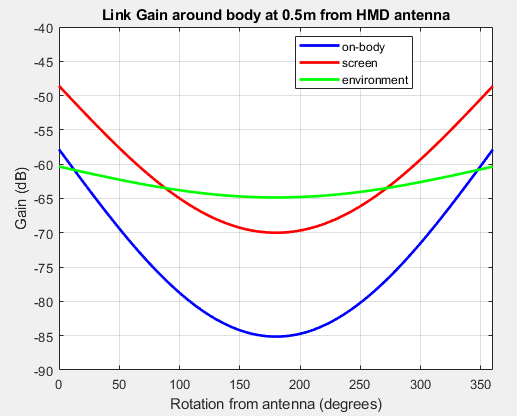 Link Gain around body at 0.5m from HMD antenna
-40
-45
-50
-55
-60
-65
-70
-75
-80
-85
-90
Gain (dB)
on-body
screen
environment
0 50 100 150 200 250 300 350
Rotation from antenna (degrees)